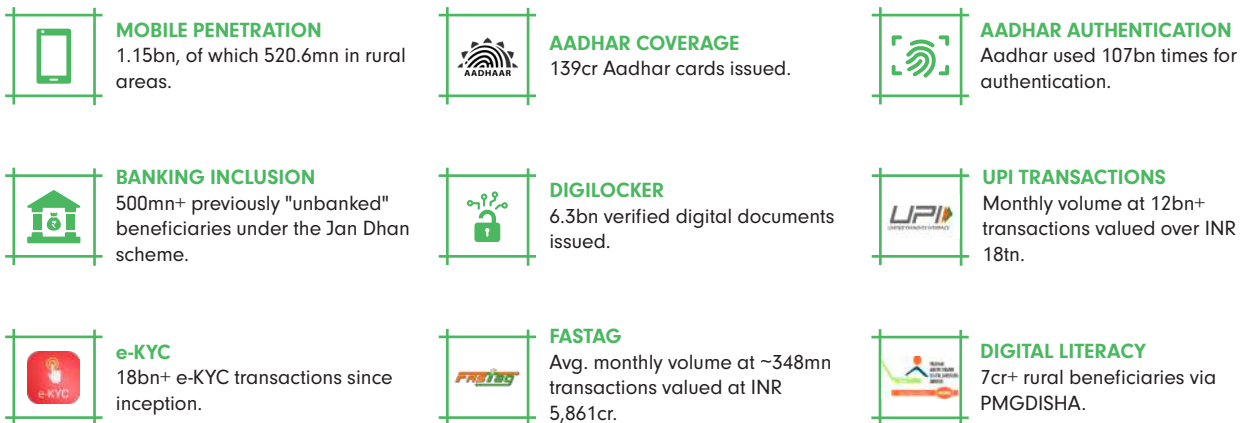 MOBILE PENETRATION
1.15bn, of which 520.6mn in rural
areas.
AADHAAR
AADHAR COVERAGE
139cr Aadhar cards issued.
AADHAR AUTHENTICATION
Aadhar used 107bn times for
authentication.
BANKING INCLUSION
500mn+ previously "unbanked"
beneficiaries under the Jan Dhan
scheme.
DIGILOCKER
6.3bn verified digital documents
issued.
UPI
UNIFIED PAYMENTS INTERFACE
UPI TRANSACTIONS
Monthly volume at 12bn+
transactions valued over INR
18tn.
e-KYC
e-KYC
18bn+ e-KYC transactions since
inception.
FASTag
FASTAG
Avg. monthly volume at ~348mn
transactions valued at INR
5,861cr.
DIGITAL LITERACY
7cr+ rural beneficiaries via
PMGDISHA.